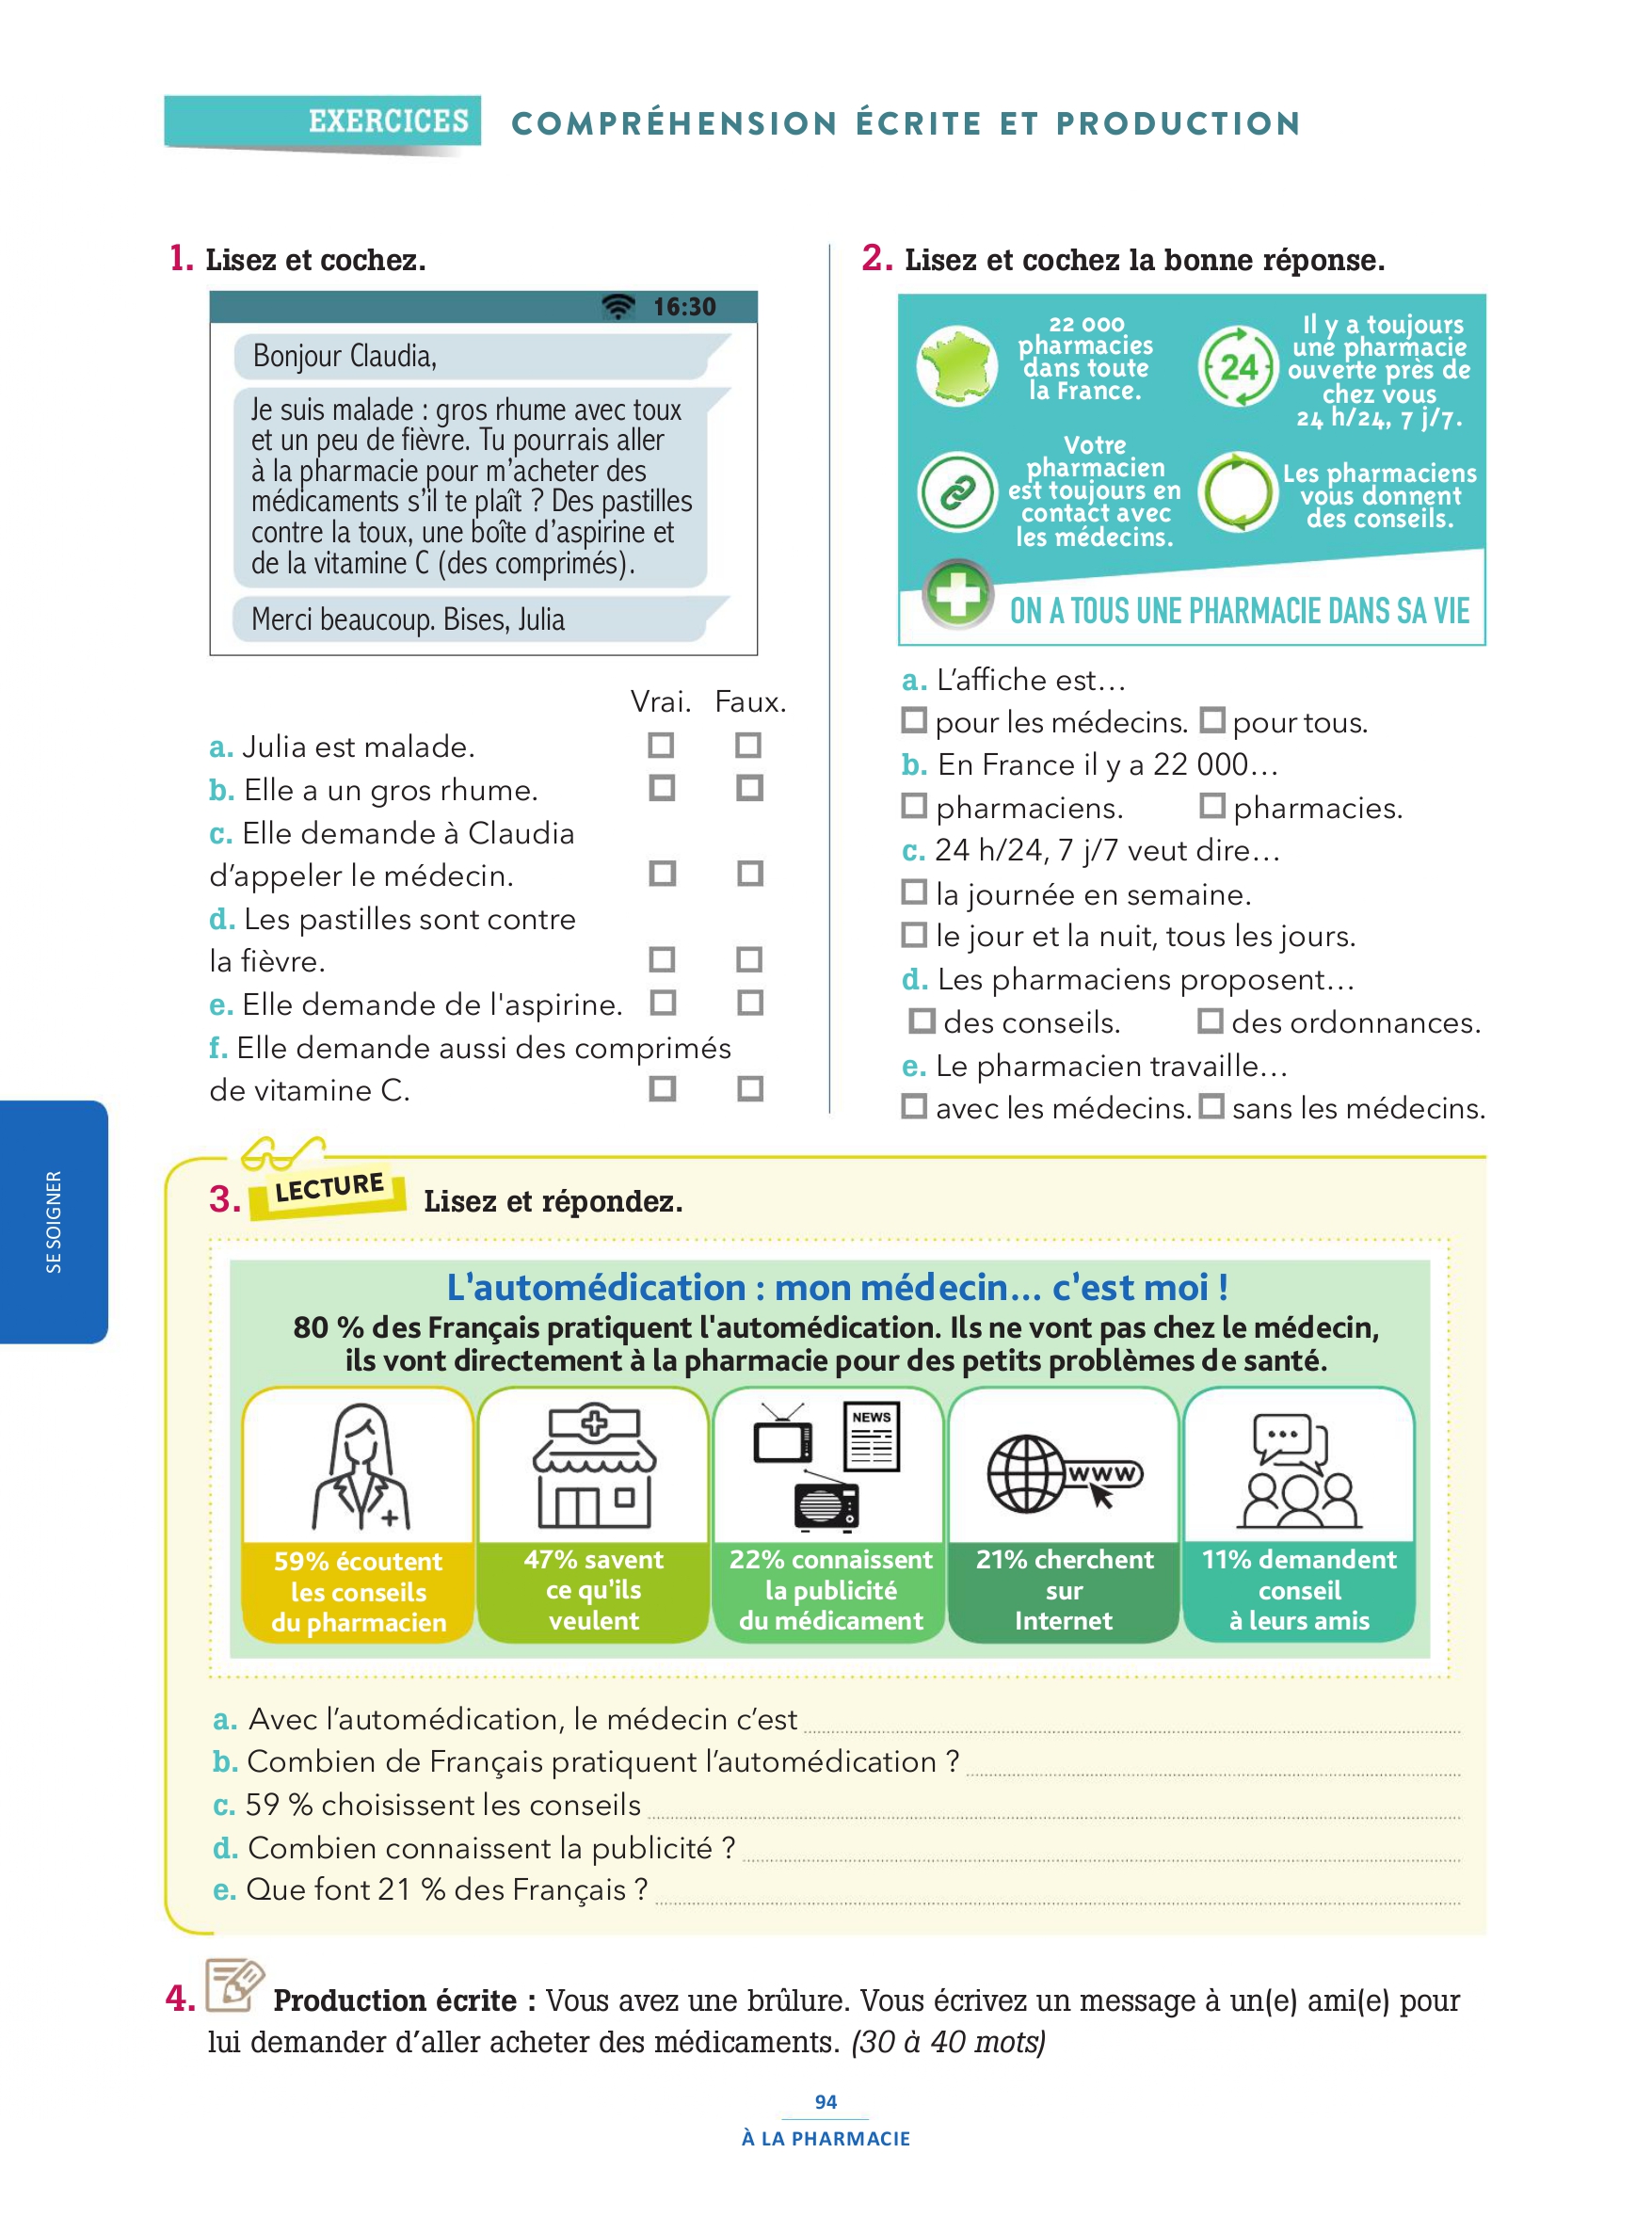 EXERCICES COMPRÉHENSION ÉCRITE ET PRODUCTION
1. Lisez et cochez.
16:30
Bonjour Claudia,
Je suis malade : gros rhume avec toux
et un peu de fièvre. Tu pourrais aller
à la pharmacie pour m'acheter des
médicaments s'il te plaît ? Des pastilles
contre la toux, une boîte d'aspirine et
de la vitamine C (des comprimés).
Merci beaucoup. Bises, Julia
Vrai. Faux.
a. Julia est malade.
b. Elle a un gros rhume.
c. Elle demande à Claudia
d'appeler le médecin.
d. Les pastilles sont contre
la fièvre.
e. Elle demande de l'aspirine.
f. Elle demande aussi des comprimés
de vitamine C.
2. Lisez et cochez la bonne réponse.
22 000
pharmacies
dans toute
la France.
24
Il y a toujours
une pharmacie
ouverte près de
chez vous
24 h/24, 7 j/7.
Votre
pharmacien
est toujours en
contact avec
les médecins.
Les pharmaciens
vous donnent
des conseils.
ON A TOUS UNE PHARMACIE DANS SA VIE
a. L'affiche est…
pour les médecins. pour tous.
b. En France il y a 22 000…
pharmaciens. pharmacies.
c. 24 h/24, 7 j/7 veut dire…
la journée en semaine.
le jour et la nuit, tous les jours.
d. Les pharmaciens proposent…
des conseils. des ordonnances.
e. Le pharmacien travaille…
avec les médecins. sans les médecins.
SE SOIGNER
3. LECTURE Lisez et répondez.
L'automédication : mon médecin… c'est moi !
80 % des Français pratiquent l'automédication. Ils ne vont pas chez le médecin,
ils vont directement à la pharmacie pour des petits problèmes de santé.
59% écoutent
les conseils
du pharmacien
47% savent
ce qu'ils
veulent
NEWS
22% connaissent
la publicité
du médicament
WWW
21% cherchent
sur
Internet
11% demandent
conseil
à leurs amis
a. Avec l'automédication, le médecin c'est
b. Combien de Français pratiquent l'automédication ?
c. 59 % choisissent les conseils
d. Combien connaissent la publicité ?
e. Que font 21 % des Français ?
4. Production écrite : Vous avez une brûlure. Vous écrivez un message à un(e) ami(e) pour
lui demander d'aller acheter des médicaments. (30 à 40 mots)
94
À LA PHARMACIE